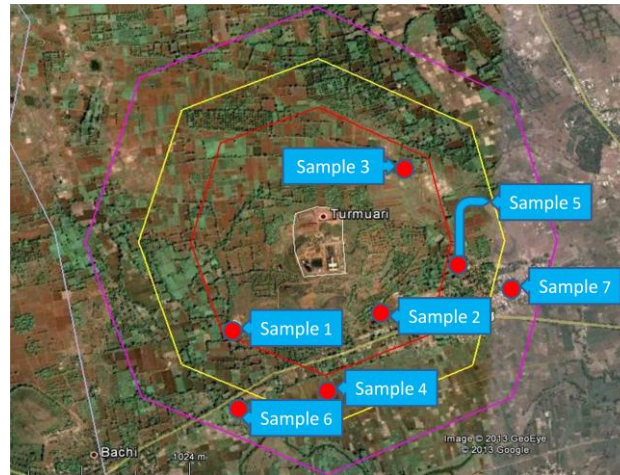 Sample 3
Sample 5
Turmuari
Sample 7
Sample 2
Sample 1
Sample 4
Sample 6
Image © 2013 GeoEye
© 2013 Google
Bachi
1024 m